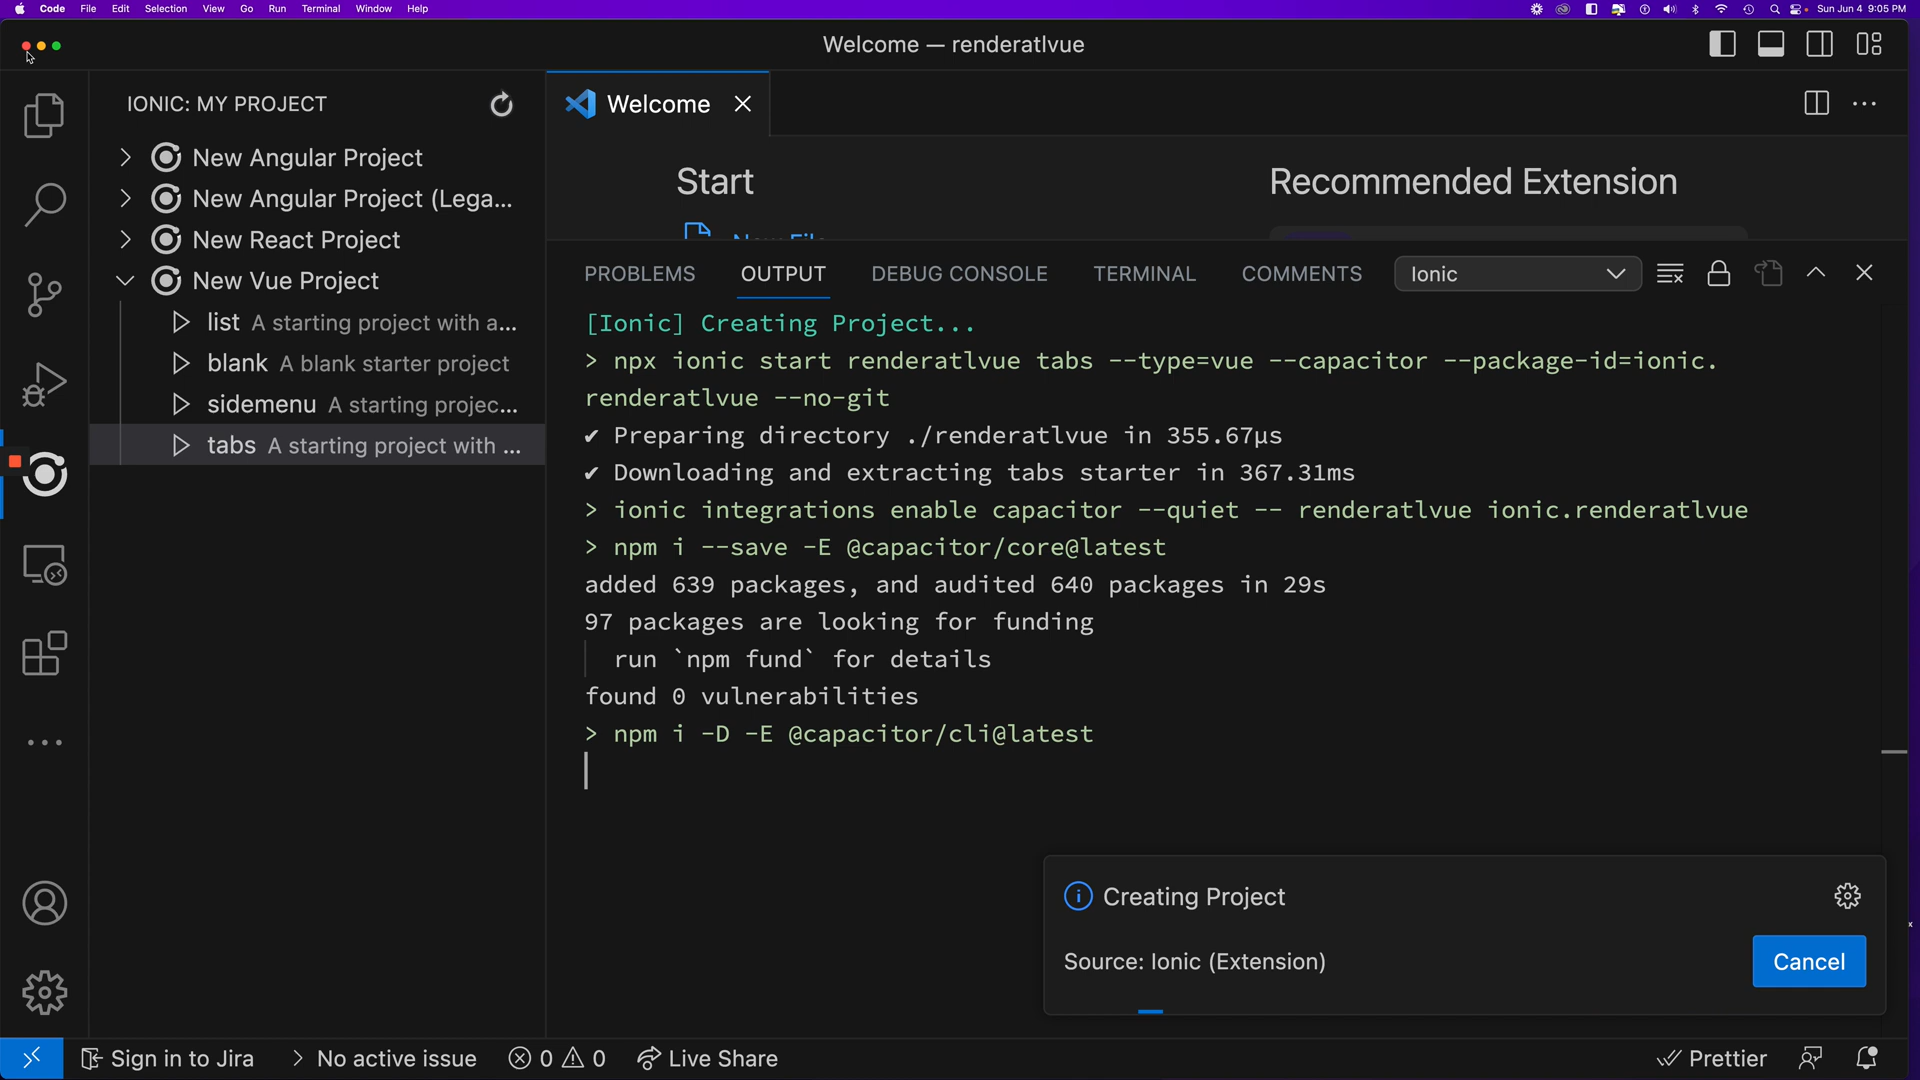 Code File Edit Selection View Go Run Terminal Window Help Sun Jun 4 9:05 PM
Welcome — renderatlvue
IONIC: MY PROJECT
New Angular Project
New Angular Project (Lega...
New React Project
New Vue Project
list A starting project with a...
blank A blank starter project
sidemenu A starting projec...
tabs A starting project with ...
Welcome
Start
New File
Recommended Extension
PROBLEMS OUTPUT DEBUG CONSOLE TERMINAL COMMENTS Ionic
[Ionic] Creating Project...
> npx ionic start renderatlvue tabs --type=vue --capacitor --package-id=ionic.
renderatlvue --no-git
✔ Preparing directory ./renderatlvue in 355.67μs
✔ Downloading and extracting tabs starter in 367.31ms
> ionic integrations enable capacitor --quiet -- renderatlvue ionic.renderatlvue
> npm i --save -E @capacitor/core@latest
added 639 packages, and audited 640 packages in 29s
97 packages are looking for funding
run `npm fund` for details
found 0 vulnerabilities
> npm i -D -E @capacitor/cli@latest
Creating Project
Source: Ionic (Extension)
Cancel
Sign in to Jira No active issue 0 0 Live Share Prettier